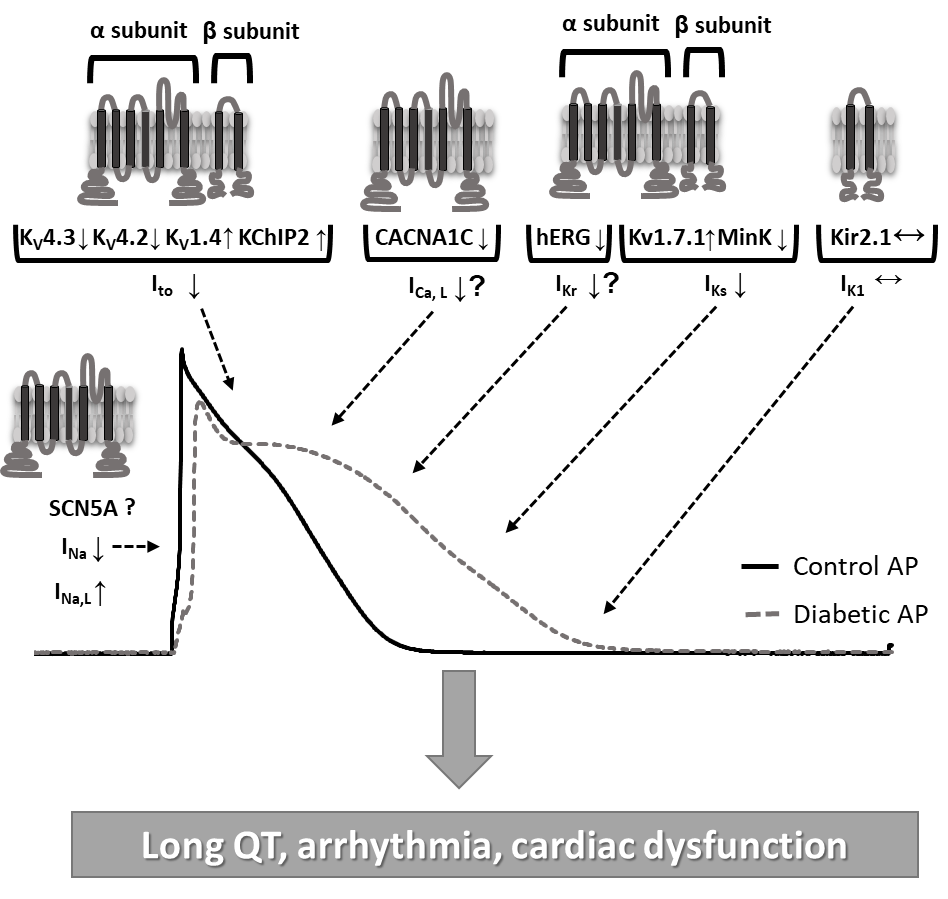 α subunit β subunit
α subunit β subunit
KV4.3↓KV4.2↓KV1.4↑KChIP2 ↑
CACNA1C ↓
hERG↓
Kv1.7.1↑MinK ↓
Kir2.1↔
Ito ↓
ICa, L ↓?
IKr ↓?
IKs ↓
IK1 ↔
SCN5A ?
INa ↓
INa,L↑
Control AP
Diabetic AP
Long QT, arrhythmia, cardiac dysfunction